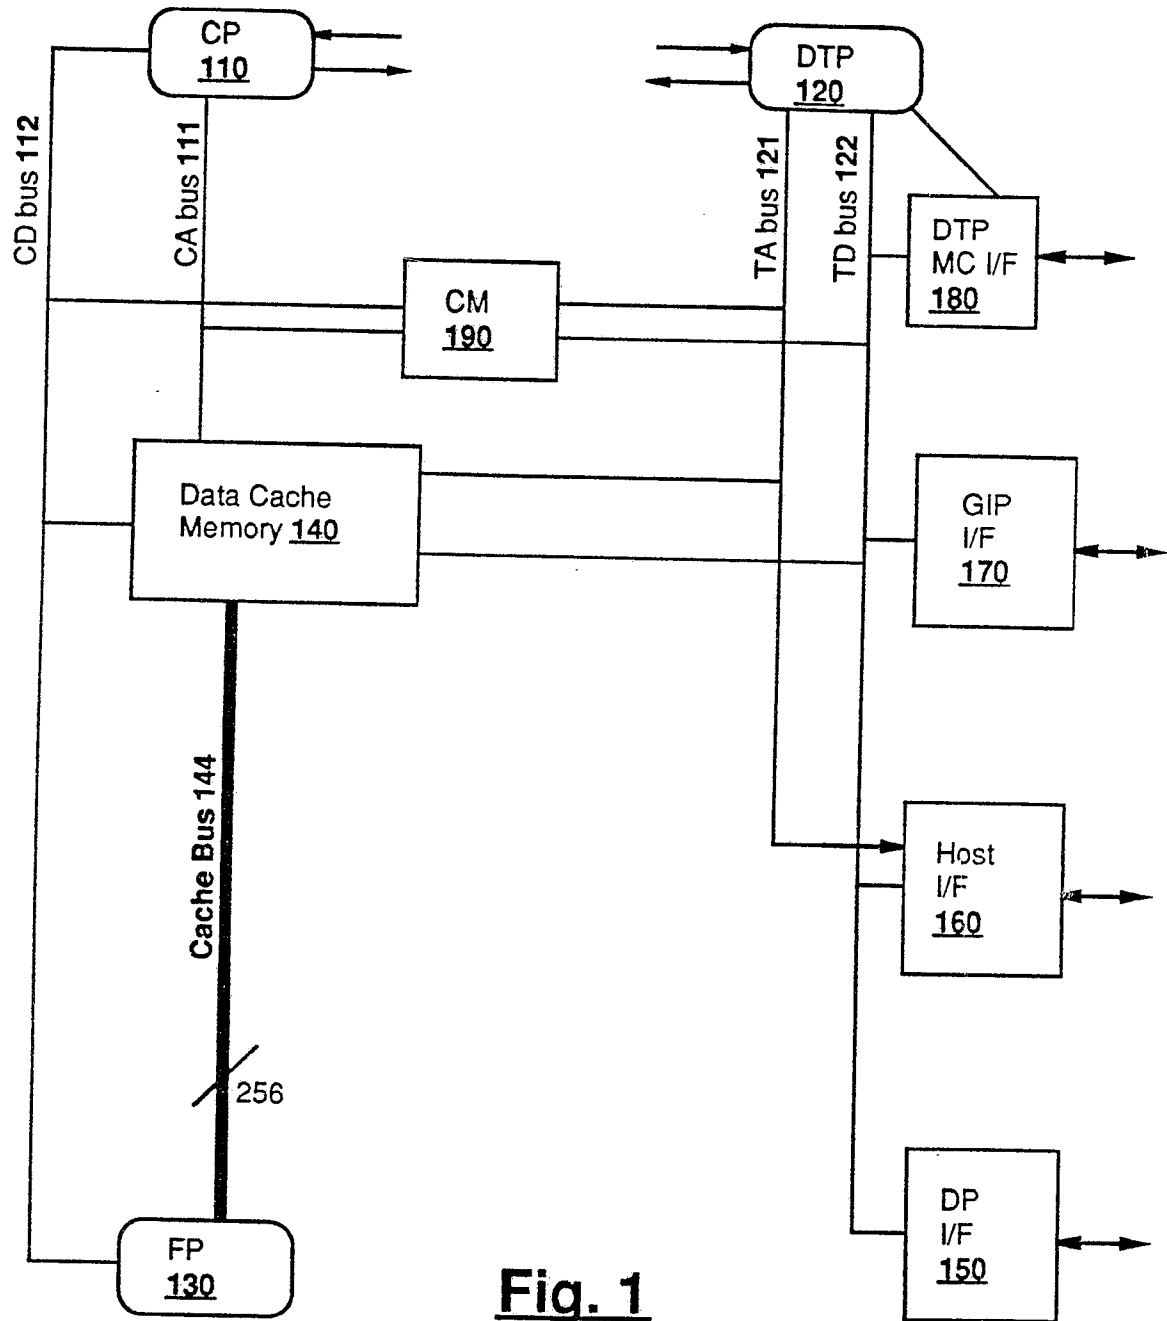 CP
110
DTP
120
CD bus 112
CA bus 111
TA bus 121
TD bus 122
DTP
MC I/F
180
CM
190
Data Cache
Memory 140
GIP
I/F
170
Cache Bus 144
Host
I/F
160
256
DP
I/F
150
FP
130
Fig. 1